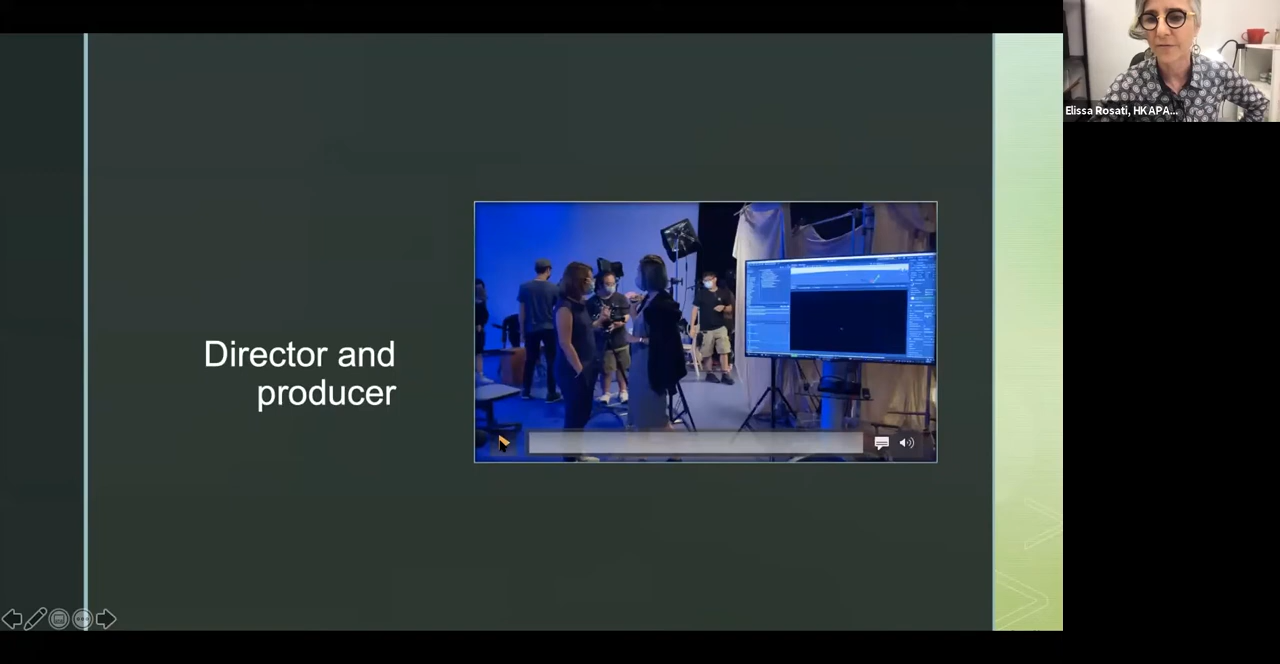 Director and
producer
Elissa Rosati, HKAPA...